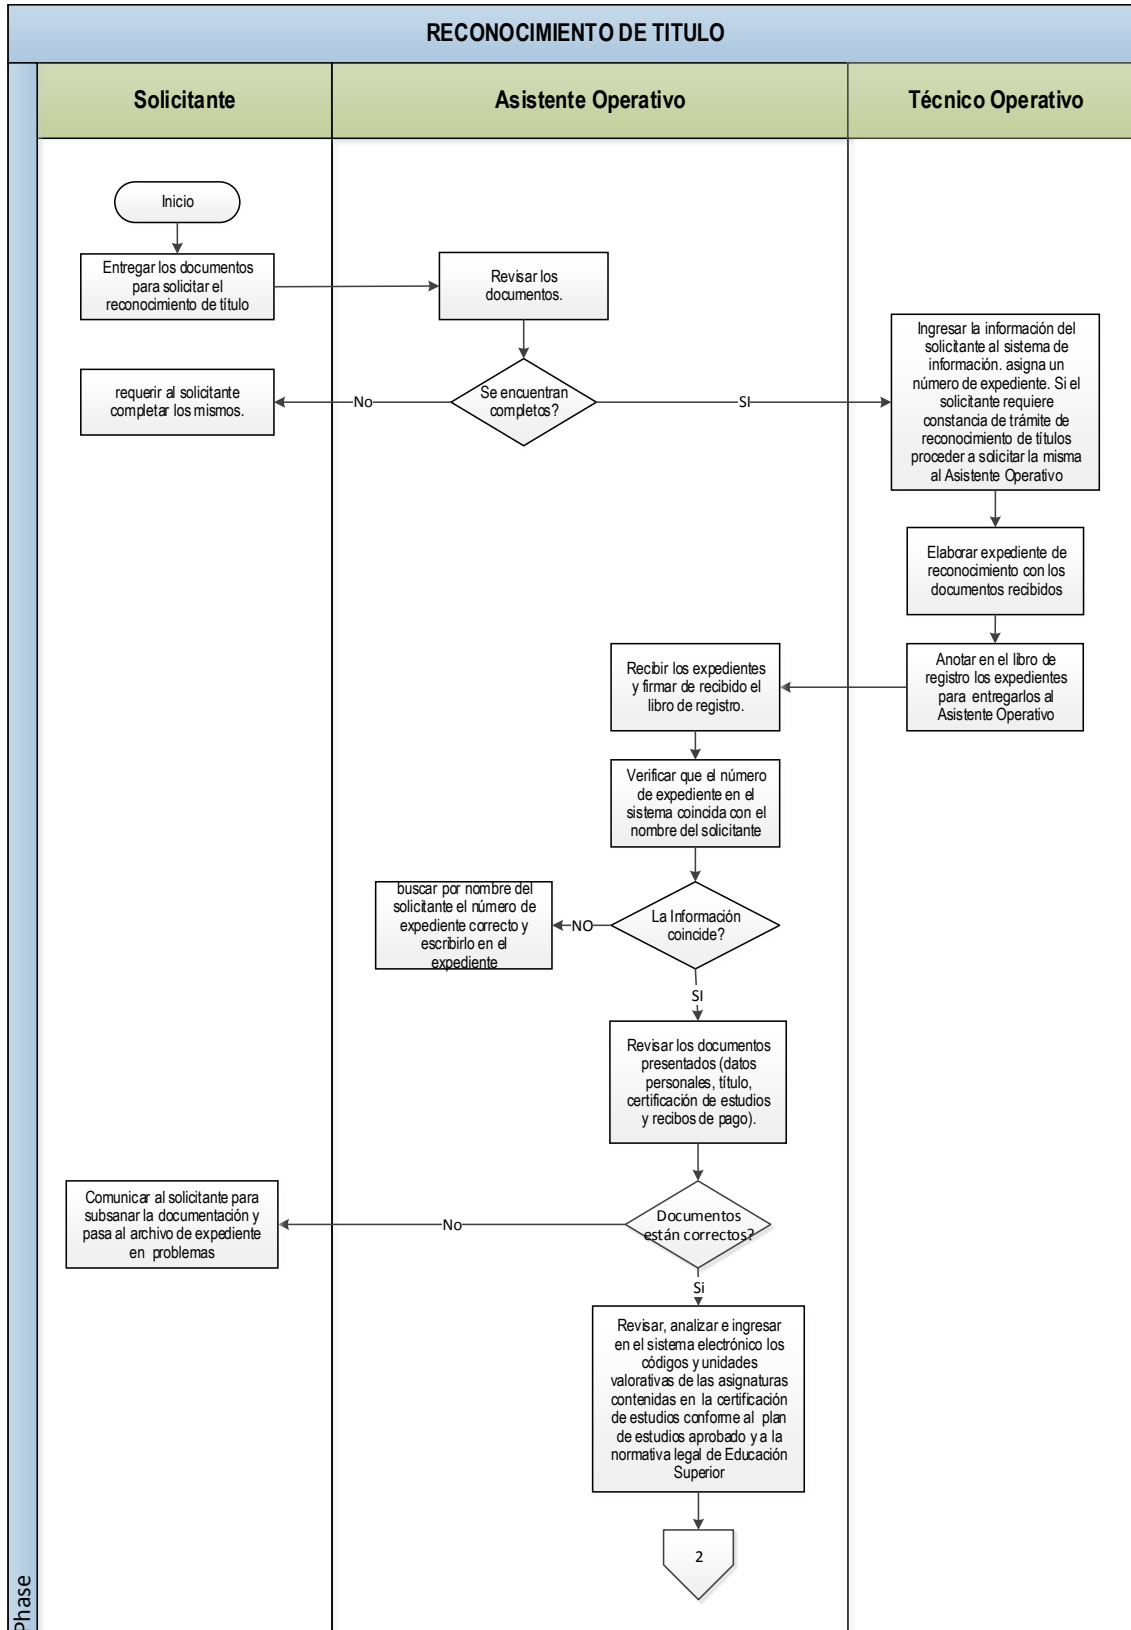 RECONOCIMIENTO DE TITULO
Solicitante
Asistente Operativo
Técnico Operativo
Inicio
Entregar los documentos
para solicitar el
reconocimiento de título
Revisar los
documentos.
Se encuentran
completos?
No
requerir al solicitante
completar los mismos.
SI
Ingresar la información del
solicitante al sistema de
información. asigna un
número de expediente. Si el
solicitante requiere
constancia de trámite de
reconocimiento de títulos
proceder a solicitar la misma
al Asistente Operativo
Elaborar expediente de
reconocimiento con los
documentos recibidos
Anotar en el libro de
registro los expedientes
para entregarlos al
Asistente Operativo
Recibir los expedientes
y firmar de recibido el
libro de registro.
Verificar que el número
de expediente en el
sistema coincida con el
nombre del solicitante
La Información
coincide?
NO
buscar por nombre del
solicitante el número de
expediente correcto y
escribirlo en el
expediente
SI
Revisar los documentos
presentados (datos
personales, título,
certificación de estudios
y recibos de pago).
Documentos
están correctos?
No
Comunicar al solicitante para
subsanar la documentación y
pasa al archivo de expediente
en problemas
Si
Revisar, analizar e ingresar
en el sistema electrónico los
códigos y unidades
valorativas de las asignaturas
contenidas en la certificación
de estudios conforme al plan
de estudios aprobado y a la
normativa legal de Educación
Superior
2
Phase